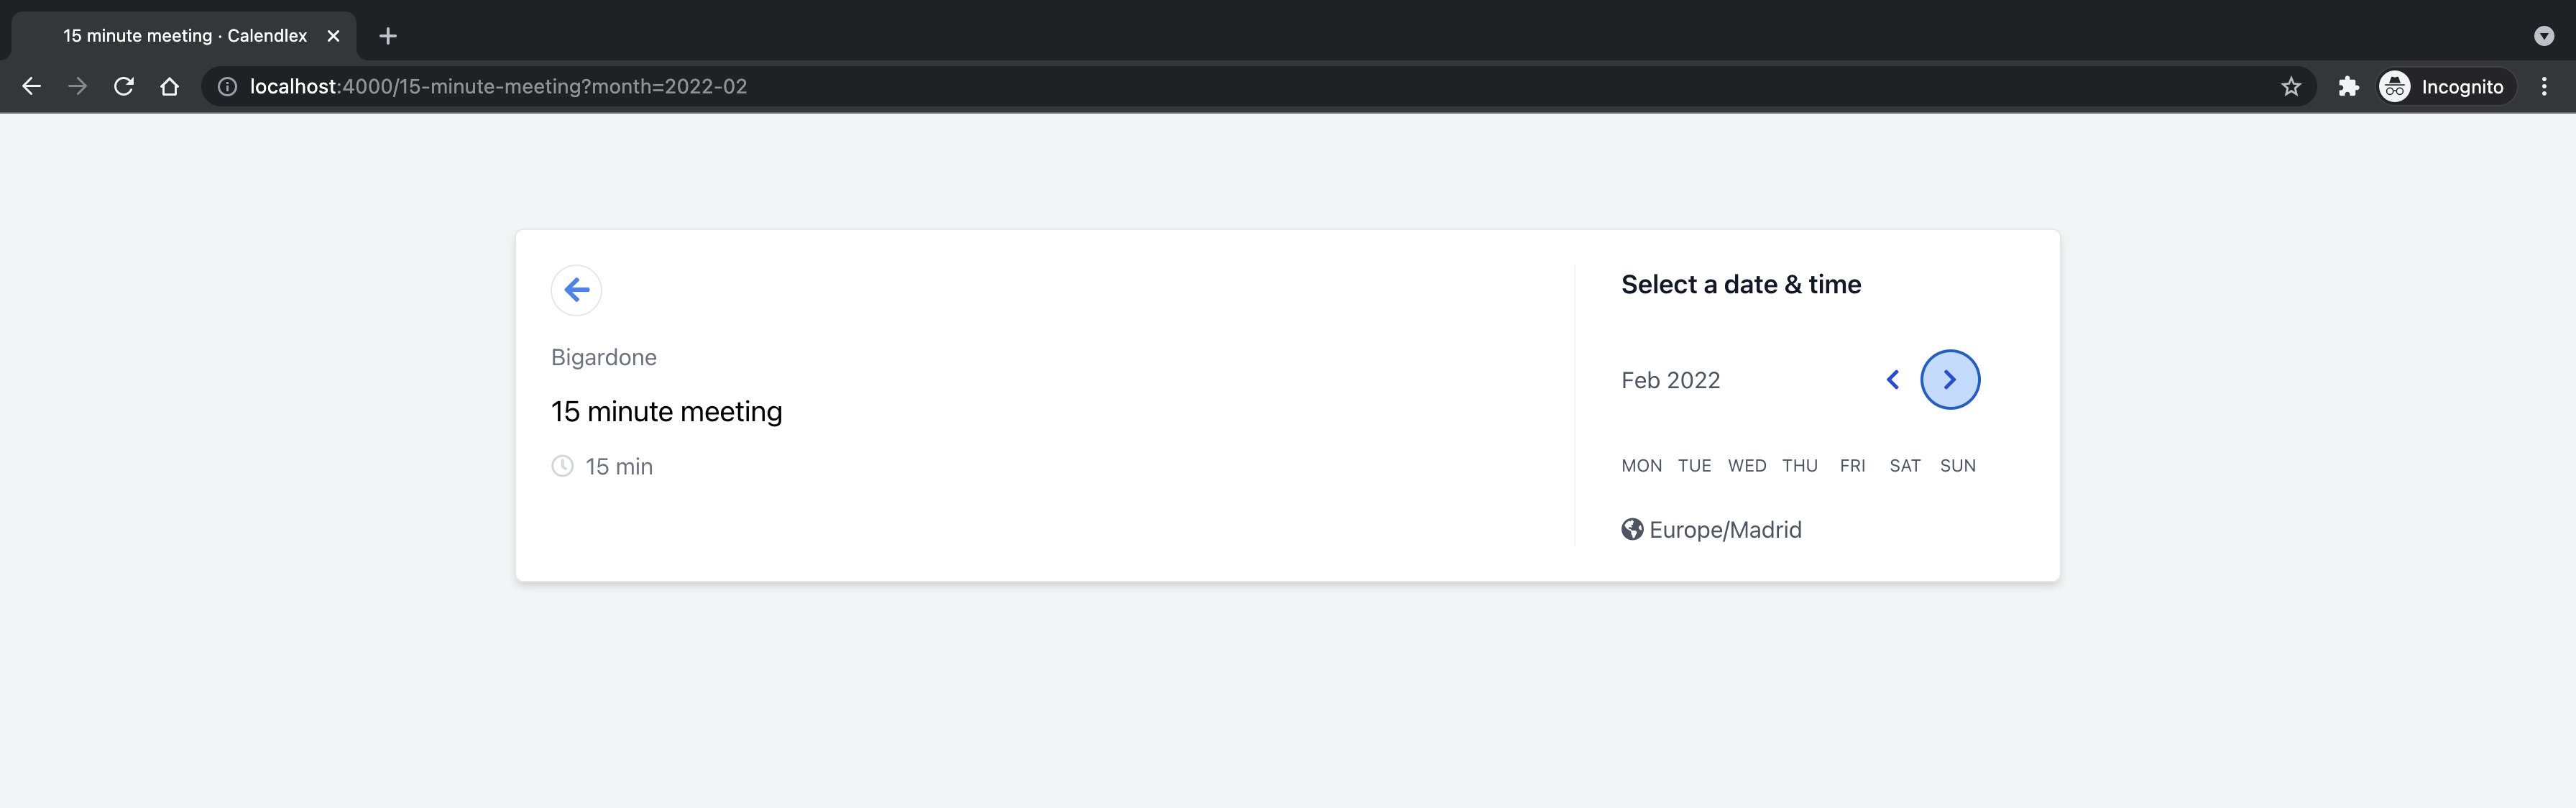 15 minute meeting · Calendlex
localhost:4000/15-minute-meeting?month=2022-02
Incognito
Bigardone
15 minute meeting
15 min
Select a date & time
Feb 2022
MON TUE WED THU FRI SAT SUN
Europe/Madrid